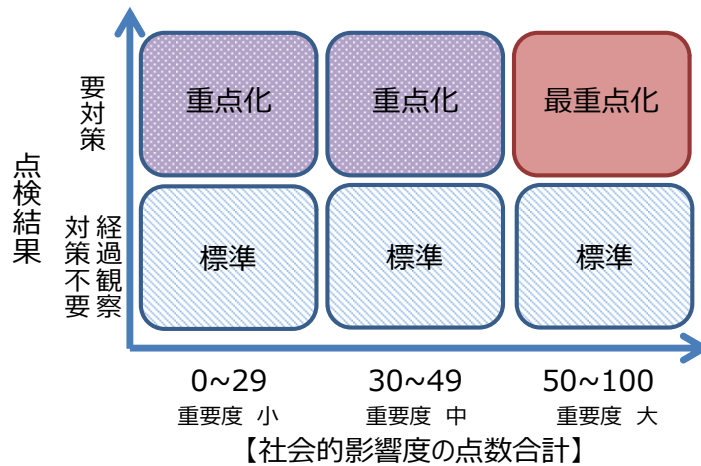 点検結果
要対策
重点化
重点化
最重点化
経過観察
対策不要
標準
標準
標準
0~29
30~49
50~100
重要度 小
重要度 中
重要度 大
【社会的影響度の点数合計】